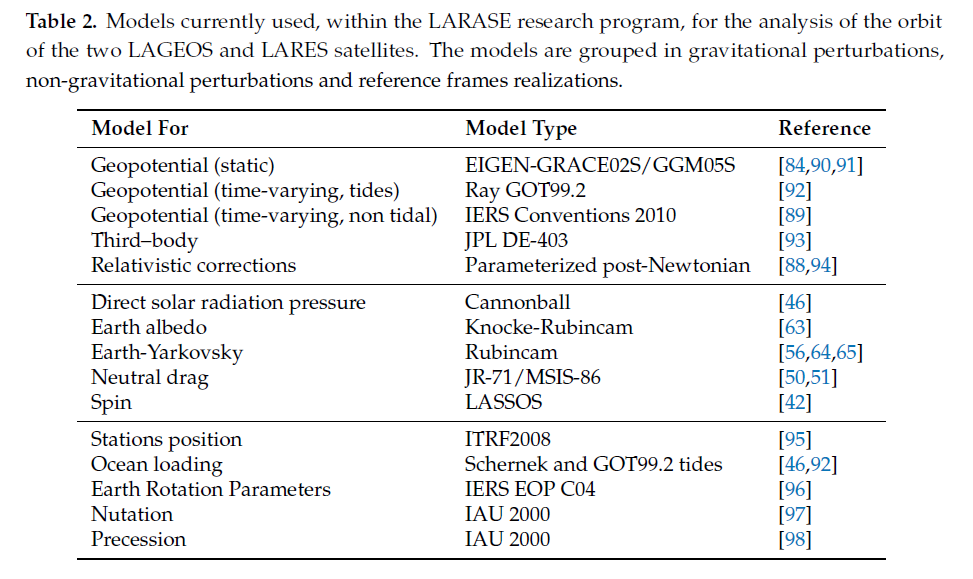 Table 2. Models currently used, within the LARASE research program, for the analysis of the orbit
of the two LAGEOS and LARES satellites. The models are grouped in gravitational perturbations,
non-gravitational perturbations and reference frames realizations.
Model For Model Type Reference
Geopotential (static) EIGEN-GRACE02S/GGM05S [84,90,91]
Geopotential (time-varying, tides) Ray GOT99.2 [92]
Geopotential (time-varying, non tidal) IERS Conventions 2010 [89]
Third–body JPL DE-403 [93]
Relativistic corrections Parameterized post-Newtonian [88,94]
Direct solar radiation pressure Cannonball [46]
Earth albedo Knocke-Rubincam [63]
Earth-Yarkovsky Rubincam [56,64,65]
Neutral drag JR-71/MSIS-86 [50,51]
Spin LASSOS [42]
Stations position ITRF2008 [95]
Ocean loading Schernek and GOT99.2 tides [46,92]
Earth Rotation Parameters IERS EOP C04 [96]
Nutation IAU 2000 [97]
Precession IAU 2000 [98]